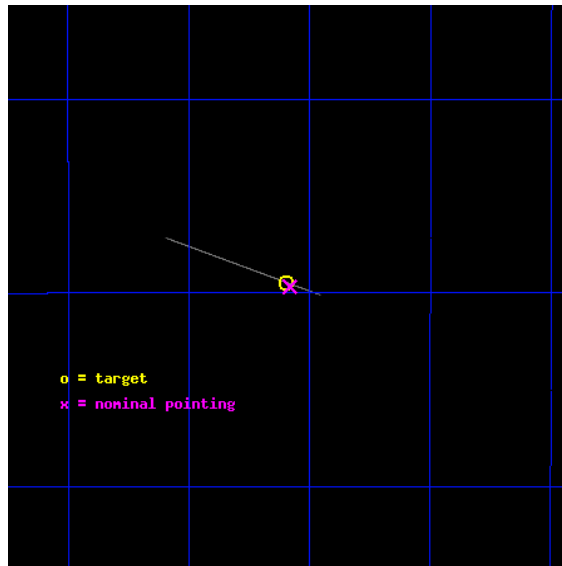 o = target
x = nominal pointing